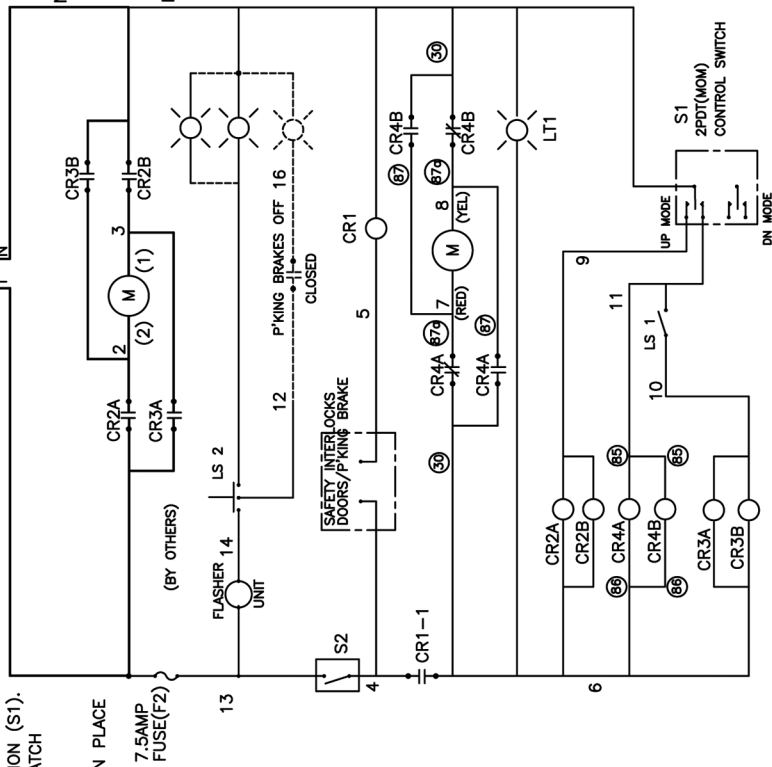 N
CR3B
CR2B
3
M
(1)
(2)
2
CR2A
CR3A
(BY OTHERS)
ION (S1).
ATCH
N PLACE
7.5AMP
FUSE(F2)
13
FLASHER
UNIT
14
LS 2
P'KING BRAKES OFF
16
CLOSED
12
S2
4
SAFETY INTERLOCKS
DOORS/P'KING BRAKE
5
CR1
CR1-1
30
CR4B
87
CR4B
87a
8
(YEL)
M
7
(RED)
87a
87
CR4A
CR4A
30
LT1
S1
2PDT(MOM)
CONTROL SWITCH
UP MODE
DN MODE
9
11
LS 1
10
85
85
CR2A
CR2B
CR4A
CR4B
CR3A
CR3B
86
86
6